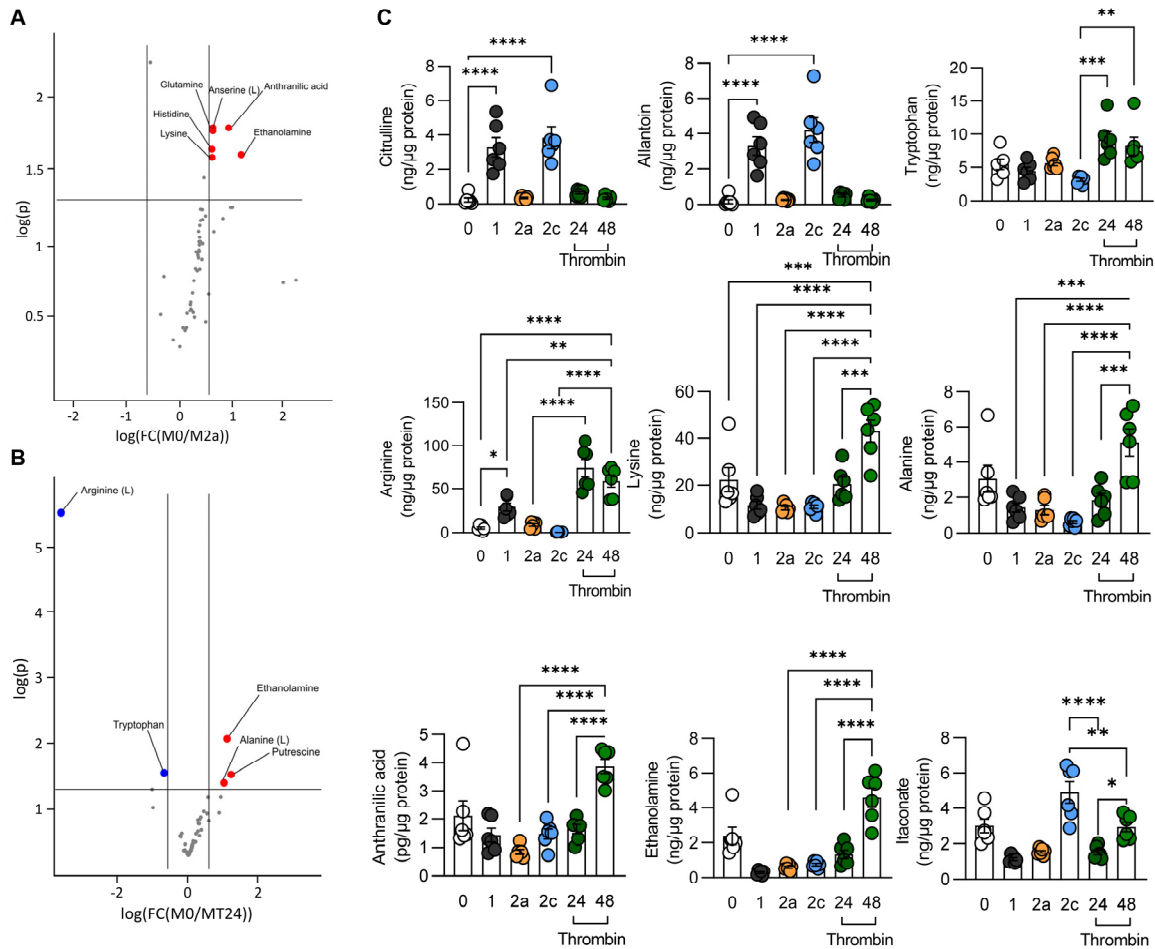 A
Glutamine
Anserine (L)
Anthranilic acid
Histidine
Lysine
Ethanolamine
log(p)
2
1.5
1
0.5
-2
-1
0
1
2
log(FC(M0/M2a))
B
Arginine (L)
Tryptophan
Ethanolamine
Alanine (L)
Putrescine
log(p)
5
4
3
2
1
-2
0
2
log(FC(M0/MT24))
C
Citrulline
(ng/µg protein)
8
6
4
2
0
**** ****
0 1 2a 2c 24 48
Thrombin
Allantoin
(ng/µg protein)
8
6
4
2
0
**** ****
0 1 2a 2c 24 48
Thrombin
Tryptophan
(ng/µg protein)
20
15
10
5
0
**
***
0 1 2a 2c 24 48
Thrombin
Arginine
(ng/µg protein)
150
100
50
0
****
**
****
****
*
0 1 2a 2c 24 48
Thrombin
Lysine
(ng/µg protein)
60
40
20
0
***
****
****
****
***
0 1 2a 2c 24 48
Thrombin
Alanine
(ng/µg protein)
8
6
4
2
0
***
****
****
***
0 1 2a 2c 24 48
Thrombin
Anthranilic acid
(pg/µg protein)
5
4
3
2
1
0
****
****
****
0 1 2a 2c 24 48
Thrombin
Ethanolamine
(ng/µg protein)
8
6
4
2
0
****
****
****
0 1 2a 2c 24 48
Thrombin
Itaconate
(ng/µg protein)
8
6
4
2
0
****
**
*
0 1 2a 2c 24 48
Thrombin